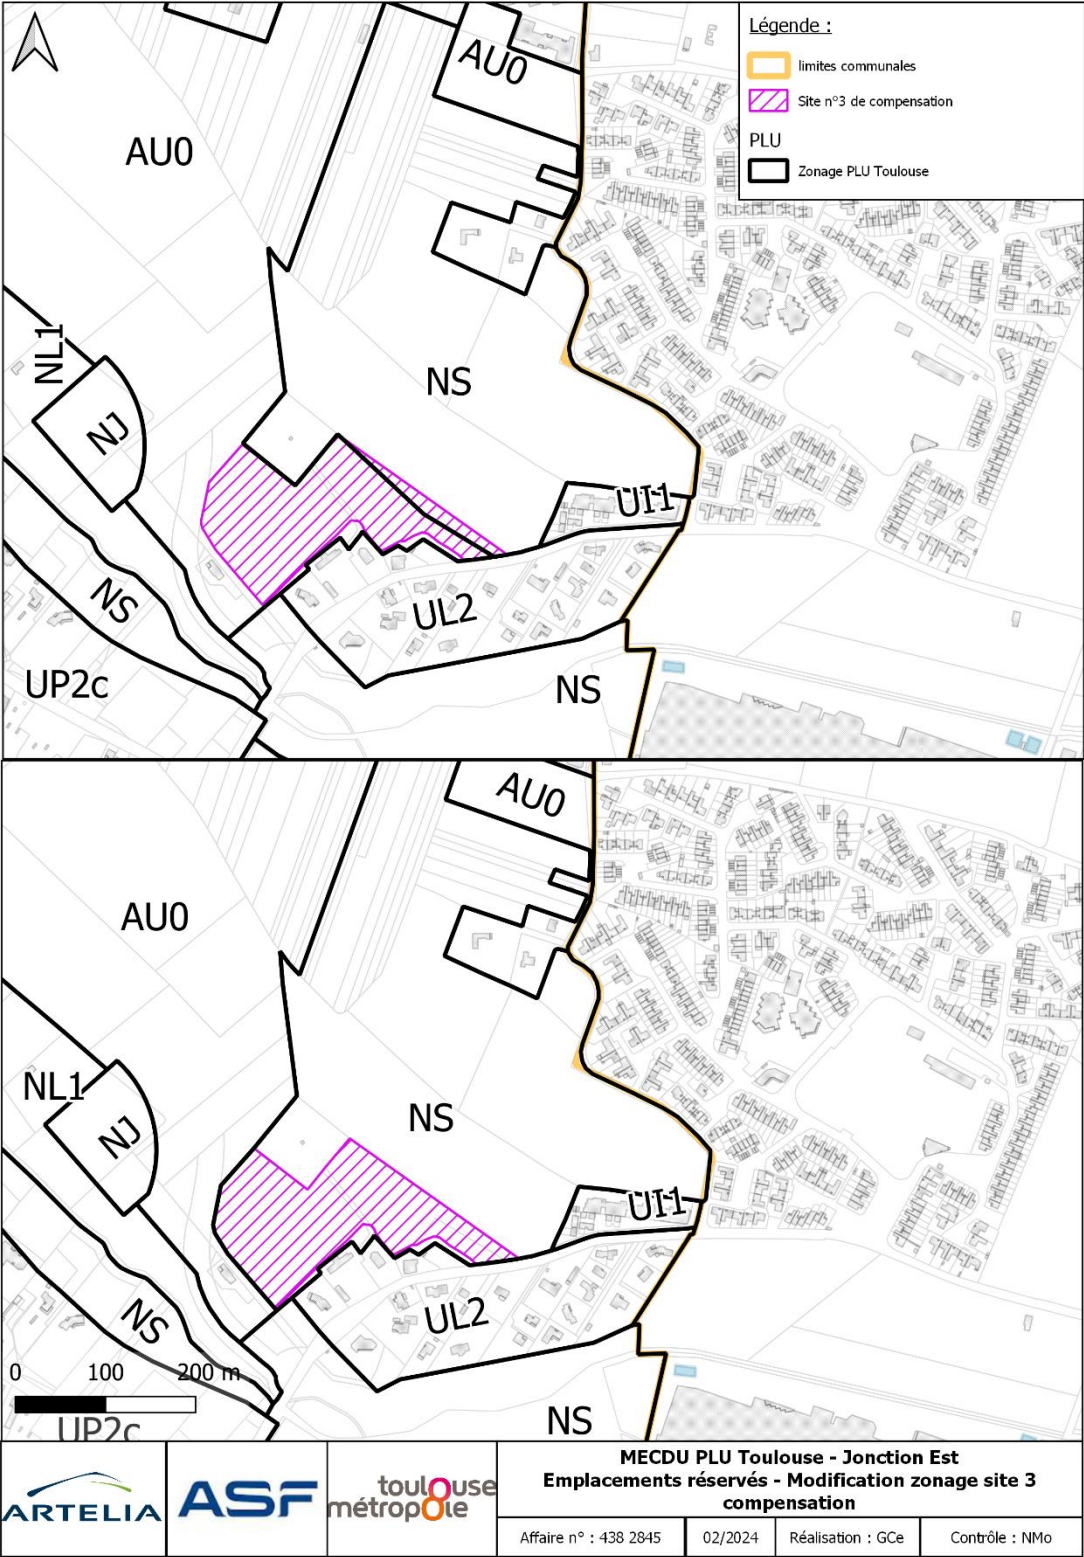 Légende :
limites communales
Site n°3 de compensation
PLU
Zonage PLU Toulouse
AU0
AU0
NL1
NJ
NS
UI1
NS
UL2
UP2c
NS
AU0
AU0
NL1
NJ
NS
UI1
NS
UL2
0 100 200 m
UP2c
NS
ARTELIA
ASF
toulouse
métropole
MECDU PLU Toulouse - Jonction Est
Emplacements réservés - Modification zonage site 3
compensation
Affaire n° : 438 2845
02/2024
Réalisation : GCe
Contrôle : NMo